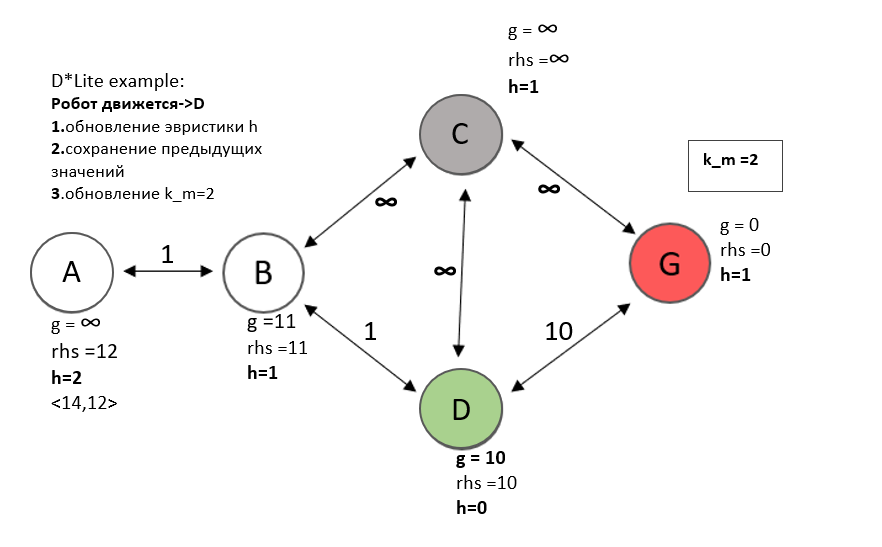 g = ∞
rhs =∞
h=1
D*Lite example:
Робот движется->D
1.обновление эвристики h
2.сохранение предыдущих
значений
3.обновление k_m=2
C
k_m =2
∞
∞
∞
A
1
B
G
g = 0
rhs =0
h=1
g = ∞
rhs =12
h=2
<14,12>
g =11
rhs =11
h=1
1
10
D
g = 10
rhs =10
h=0